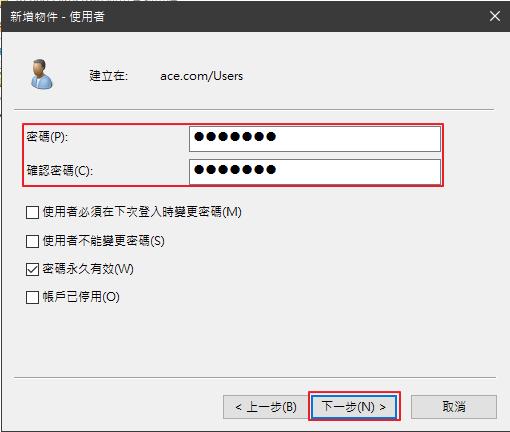 新增物件 - 使用者
建立在: ace.com/Users
密碼(P): ●●●●●●●
確認密碼(C): ●●●●●●●
使用者必須在下次登入時變更密碼(M)
使用者不能變更密碼(S)
密碼永久有效(W)
帳戶已停用(O)
< 上一步(B) 下一步(N) > 取消